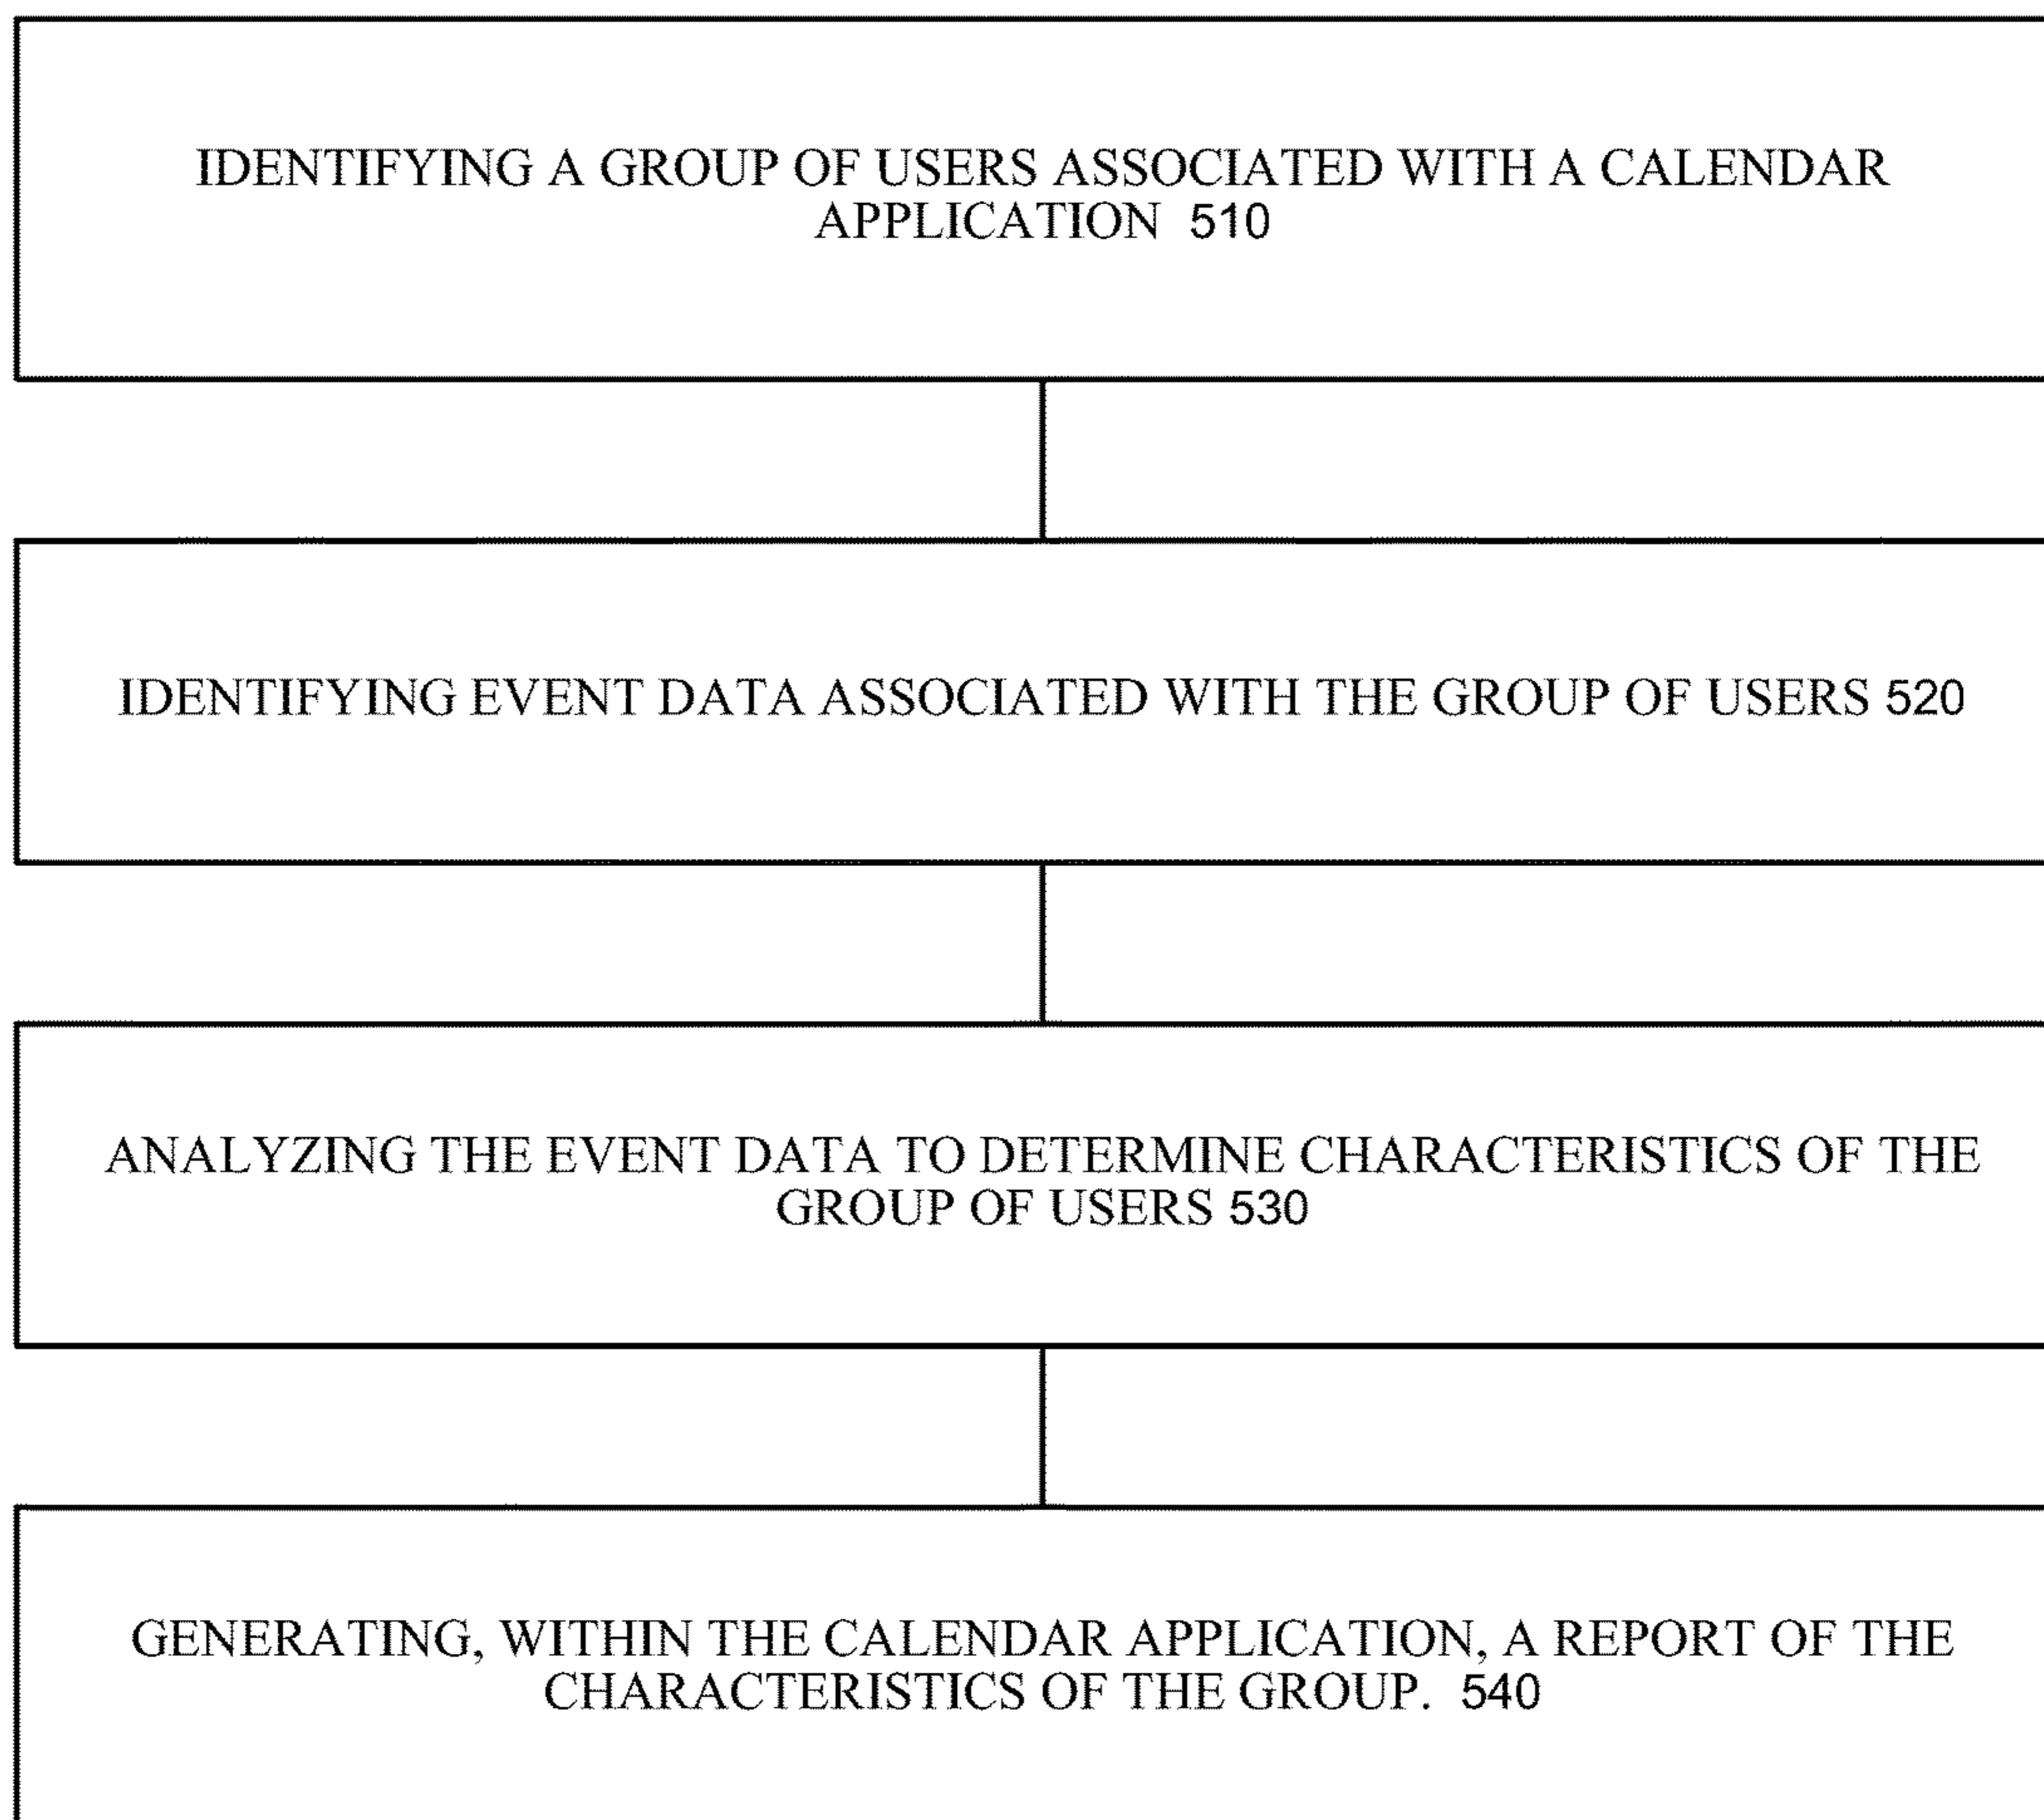 IDENTIFYING A GROUP OF USERS ASSOCIATED WITH A CALENDAR
APPLICATION 510
IDENTIFYING EVENT DATA ASSOCIATED WITH THE GROUP OF USERS 520
ANALYZING THE EVENT DATA TO DETERMINE CHARACTERISTICS OF THE
GROUP OF USERS 530
GENERATING, WITHIN THE CALENDAR APPLICATION, A REPORT OF THE
CHARACTERISTICS OF THE GROUP. 540